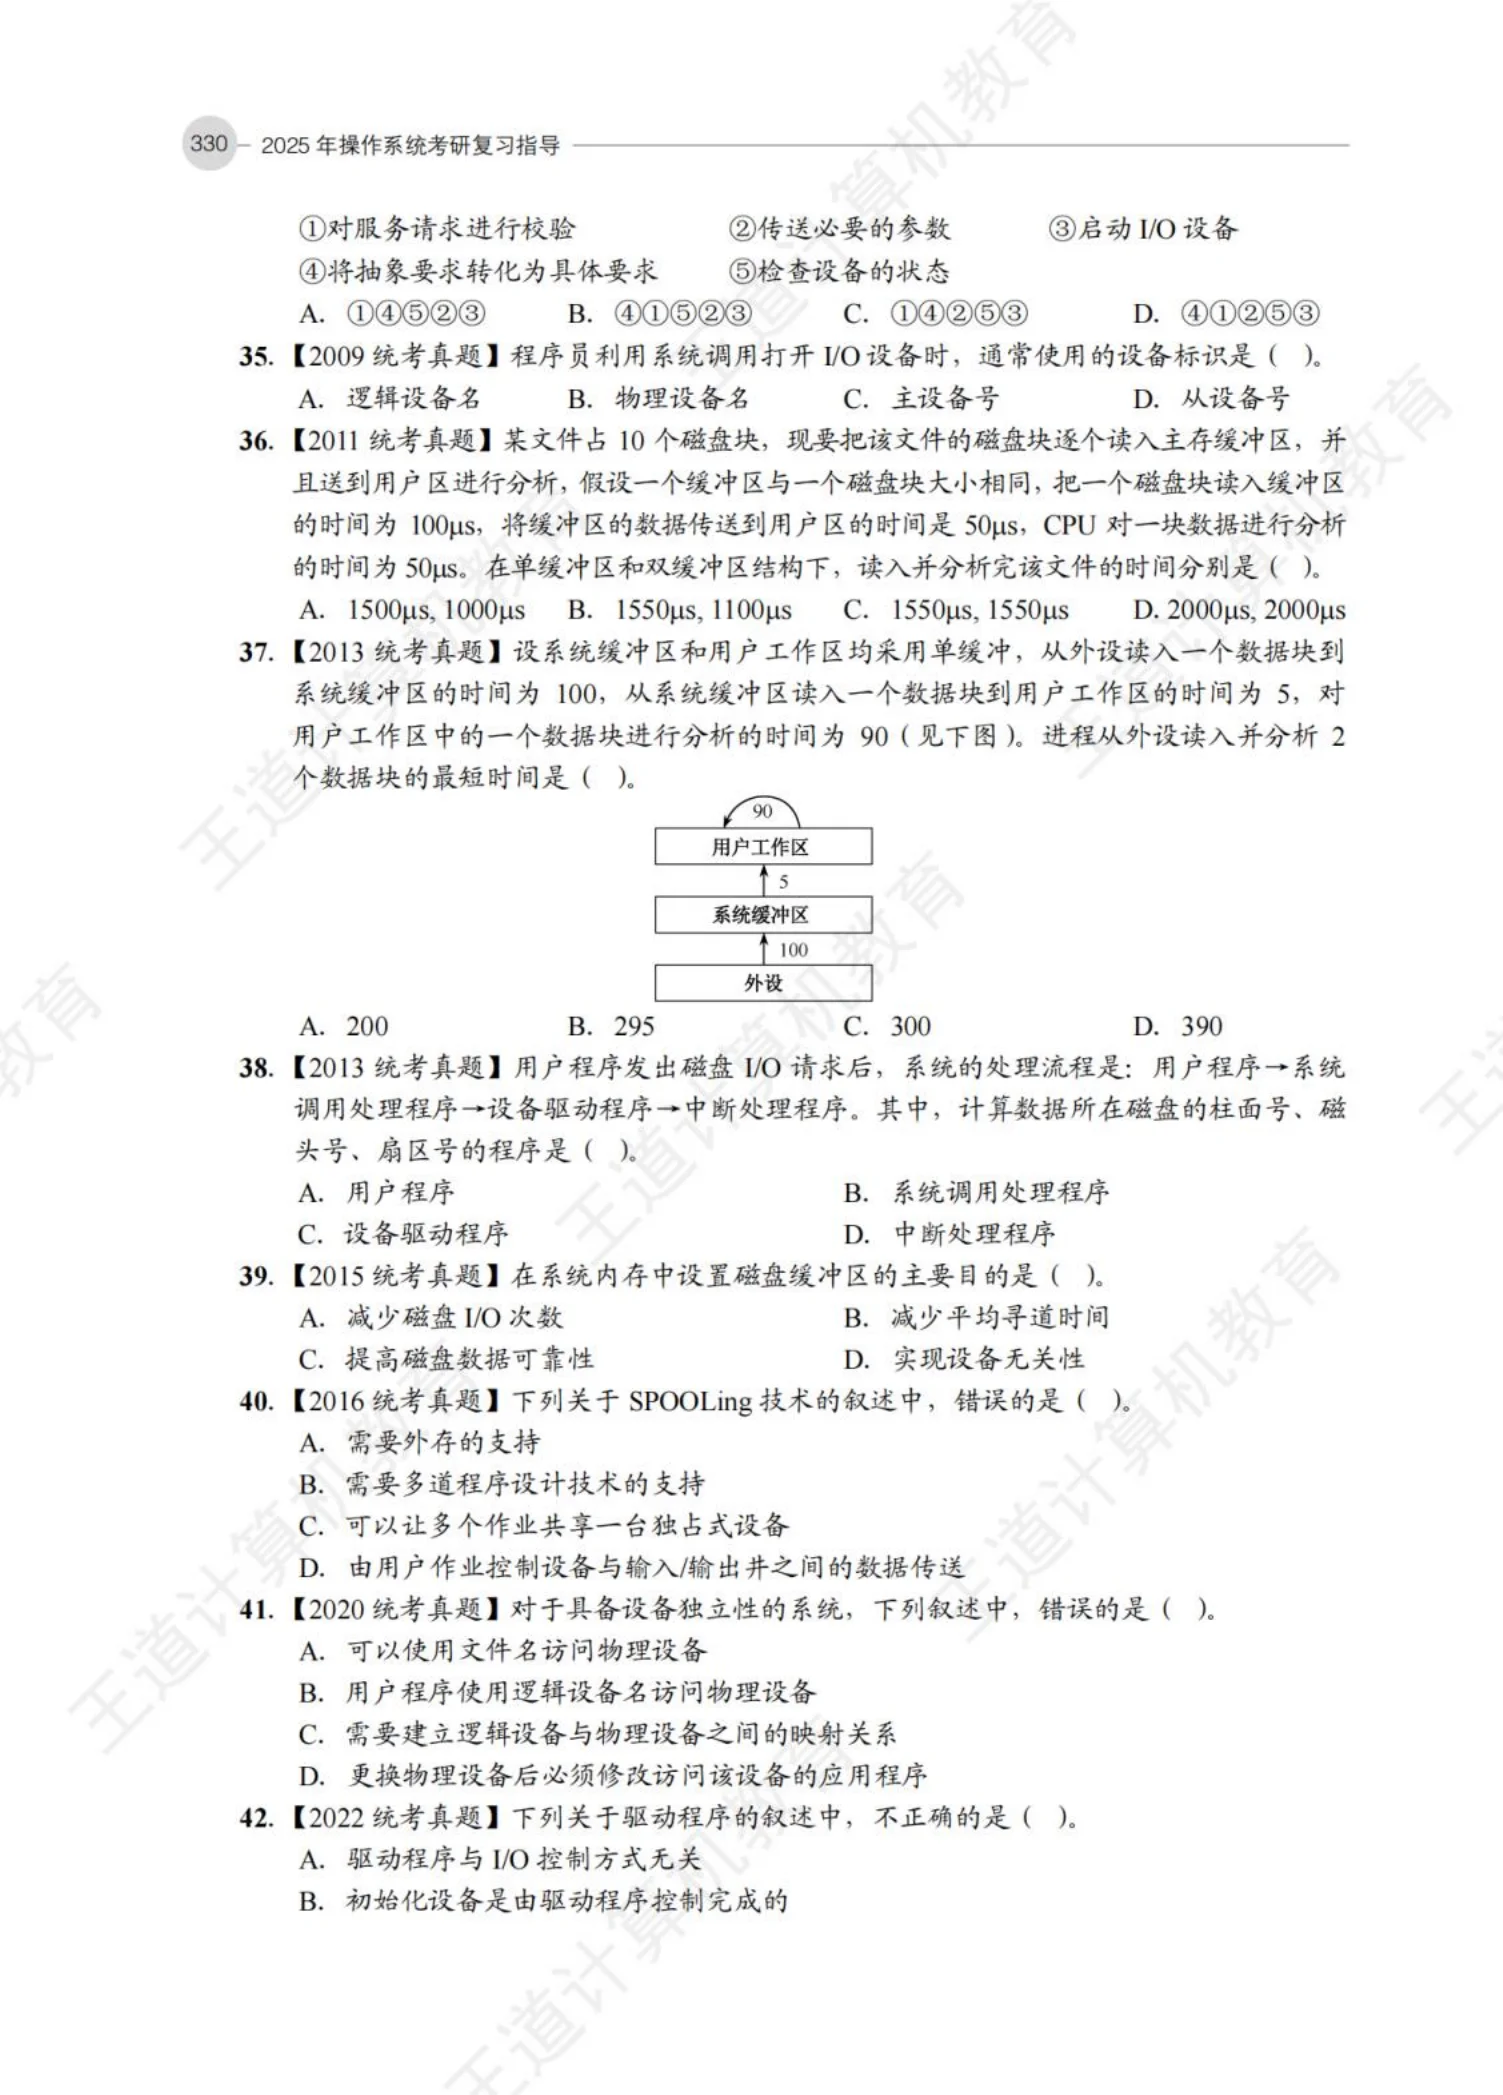 330 2025 年操作系统考研复习指导
①对服务请求进行校验 ②传送必要的参数 ③启动 I/O 设备
④将抽象要求转化为具体要求 ⑤检查设备的状态
A. ①④⑤②③ B. ④①⑤②③ C. ①④②⑤③ D. ④①②⑤③
35. 【2009 统考真题】程序员利用系统调用打开 I/O 设备时，通常使用的设备标识是（ ）。
A. 逻辑设备名 B. 物理设备名 C. 主设备号 D. 从设备号
36. 【2011 统考真题】某文件占 10 个磁盘块，现要把该文件的磁盘块逐个读入主存缓冲区，并
且送到用户区进行分析，假设一个缓冲区与一个磁盘块大小相同，把一个磁盘块读入缓冲区
的时间为 100μs，将缓冲区的数据传送到用户区的时间是 50μs，CPU 对一块数据进行分析
的时间为 50μs。在单缓冲区和双缓冲区结构下，读入并分析完该文件的时间分别是（ ）。
A. 1500μs, 1000μs B. 1550μs, 1100μs C. 1550μs, 1550μs D. 2000μs, 2000μs
37. 【2013 统考真题】设系统缓冲区和用户工作区均采用单缓冲，从外设读入一个数据块到
系统缓冲区的时间为 100，从系统缓冲区读入一个数据块到用户工作区的时间为 5，对
用户工作区中的一个数据块进行分析的时间为 90（见下图）。进程从外设读入并分析 2
个数据块的最短时间是（ ）。
90
用户工作区
5
系统缓冲区
100
外设
A. 200 B. 295 C. 300 D. 390
38. 【2013 统考真题】用户程序发出磁盘 I/O 请求后，系统的处理流程是：用户程序→系统
调用处理程序→设备驱动程序→中断处理程序。其中，计算数据所在磁盘的柱面号、磁
头号、扇区号的程序是（ ）。
A. 用户程序 B. 系统调用处理程序
C. 设备驱动程序 D. 中断处理程序
39. 【2015 统考真题】在系统内存中设置磁盘缓冲区的主要目的是（ ）。
A. 减少磁盘 I/O 次数 B. 减少平均寻道时间
C. 提高磁盘数据可靠性 D. 实现设备无关性
40. 【2016 统考真题】下列关于 SPOOLing 技术的叙述中，错误的是（ ）。
A. 需要外存的支持
B. 需要多道程序设计技术的支持
C. 可以让多个作业共享一台独占式设备
D. 由用户作业控制设备与输入/输出井之间的数据传送
41. 【2020 统考真题】对于具备设备独立性的系统，下列叙述中，错误的是（ ）。
A. 可以使用文件名访问物理设备
B. 用户程序使用逻辑设备名访问物理设备
C. 需要建立逻辑设备与物理设备之间的映射关系
D. 更换物理设备后必须修改访问该设备的应用程序
42. 【2022 统考真题】下列关于驱动程序的叙述中，不正确的是（ ）。
A. 驱动程序与 I/O 控制方式无关
B. 初始化设备是由驱动程序控制完成的
王道计算机教育